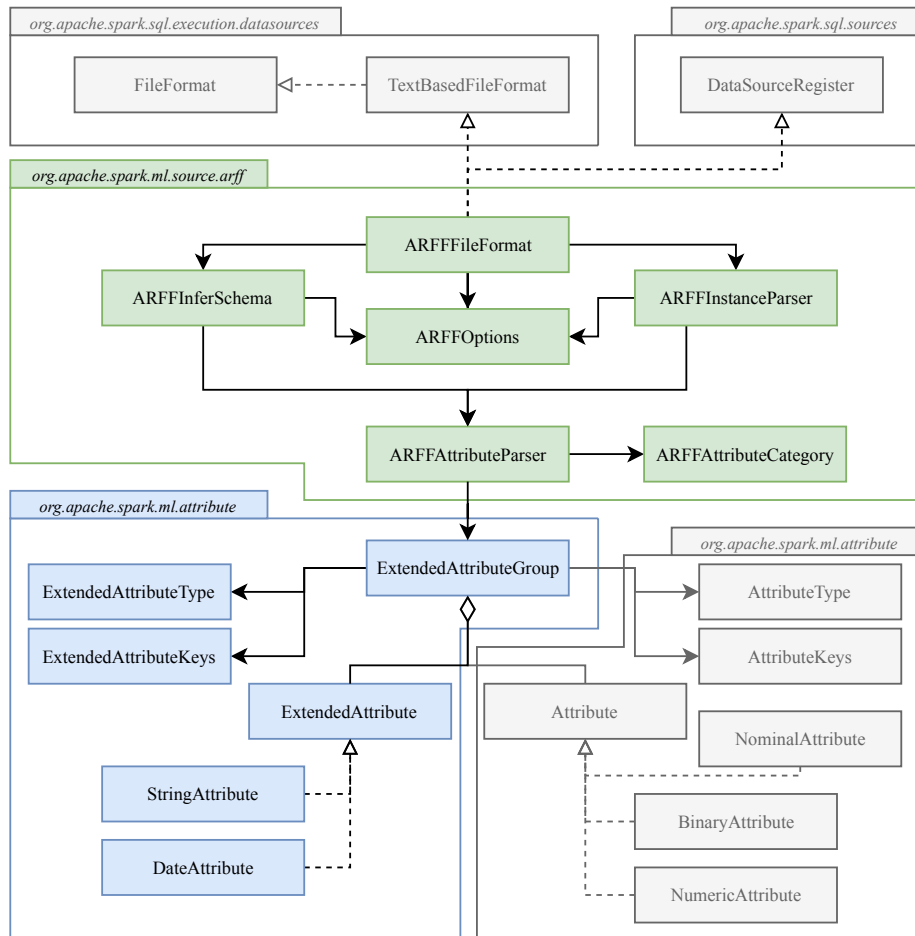 org.apache.spark.sql.execution.datasources
org.apache.spark.sql.sources
FileFormat
TextBasedFileFormat
DataSourceRegister
org.apache.spark.ml.source.arff
ARFFFileFormat
ARFFInferSchema
ARFFInstanceParser
ARFFOptions
ARFFAttributeParser
ARFFAttributeCategory
org.apache.spark.ml.attribute
org.apache.spark.ml.attribute
ExtendedAttributeGroup
ExtendedAttributeType
AttributeType
ExtendedAttributeKeys
AttributeKeys
ExtendedAttribute
Attribute
NominalAttribute
StringAttribute
BinaryAttribute
DateAttribute
NumericAttribute